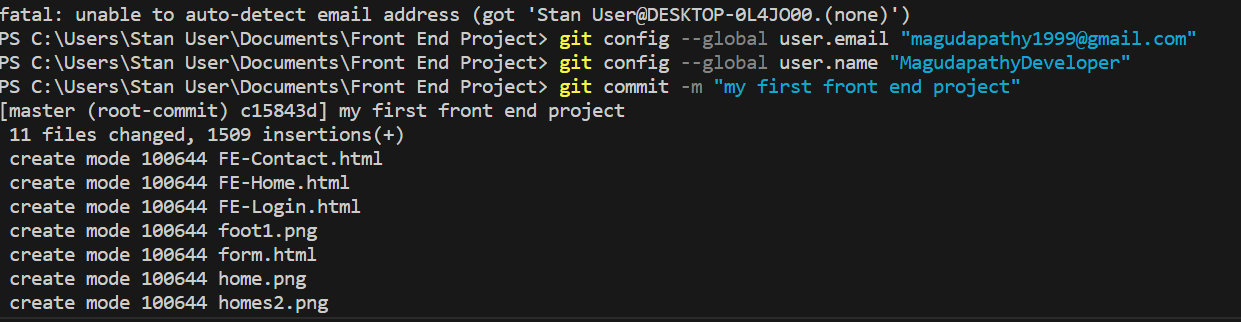 fatal: unable to auto-detect email address (got 'Stan User@DESKTOP-0L4JO00.(none)')
PS C:\Users\Stan User\Documents\Front End Project> git config --global user.email "magudapathy1999@gmail.com"
PS C:\Users\Stan User\Documents\Front End Project> git config --global user.name "MagudapathyDeveloper"
PS C:\Users\Stan User\Documents\Front End Project> git commit -m "my first front end project"
[master (root-commit) c15843d] my first front end project
 11 files changed, 1509 insertions(+)
 create mode 100644 FE-Contact.html
 create mode 100644 FE-Home.html
 create mode 100644 FE-Login.html
 create mode 100644 foot1.png
 create mode 100644 form.html
 create mode 100644 home.png
 create mode 100644 homes2.png